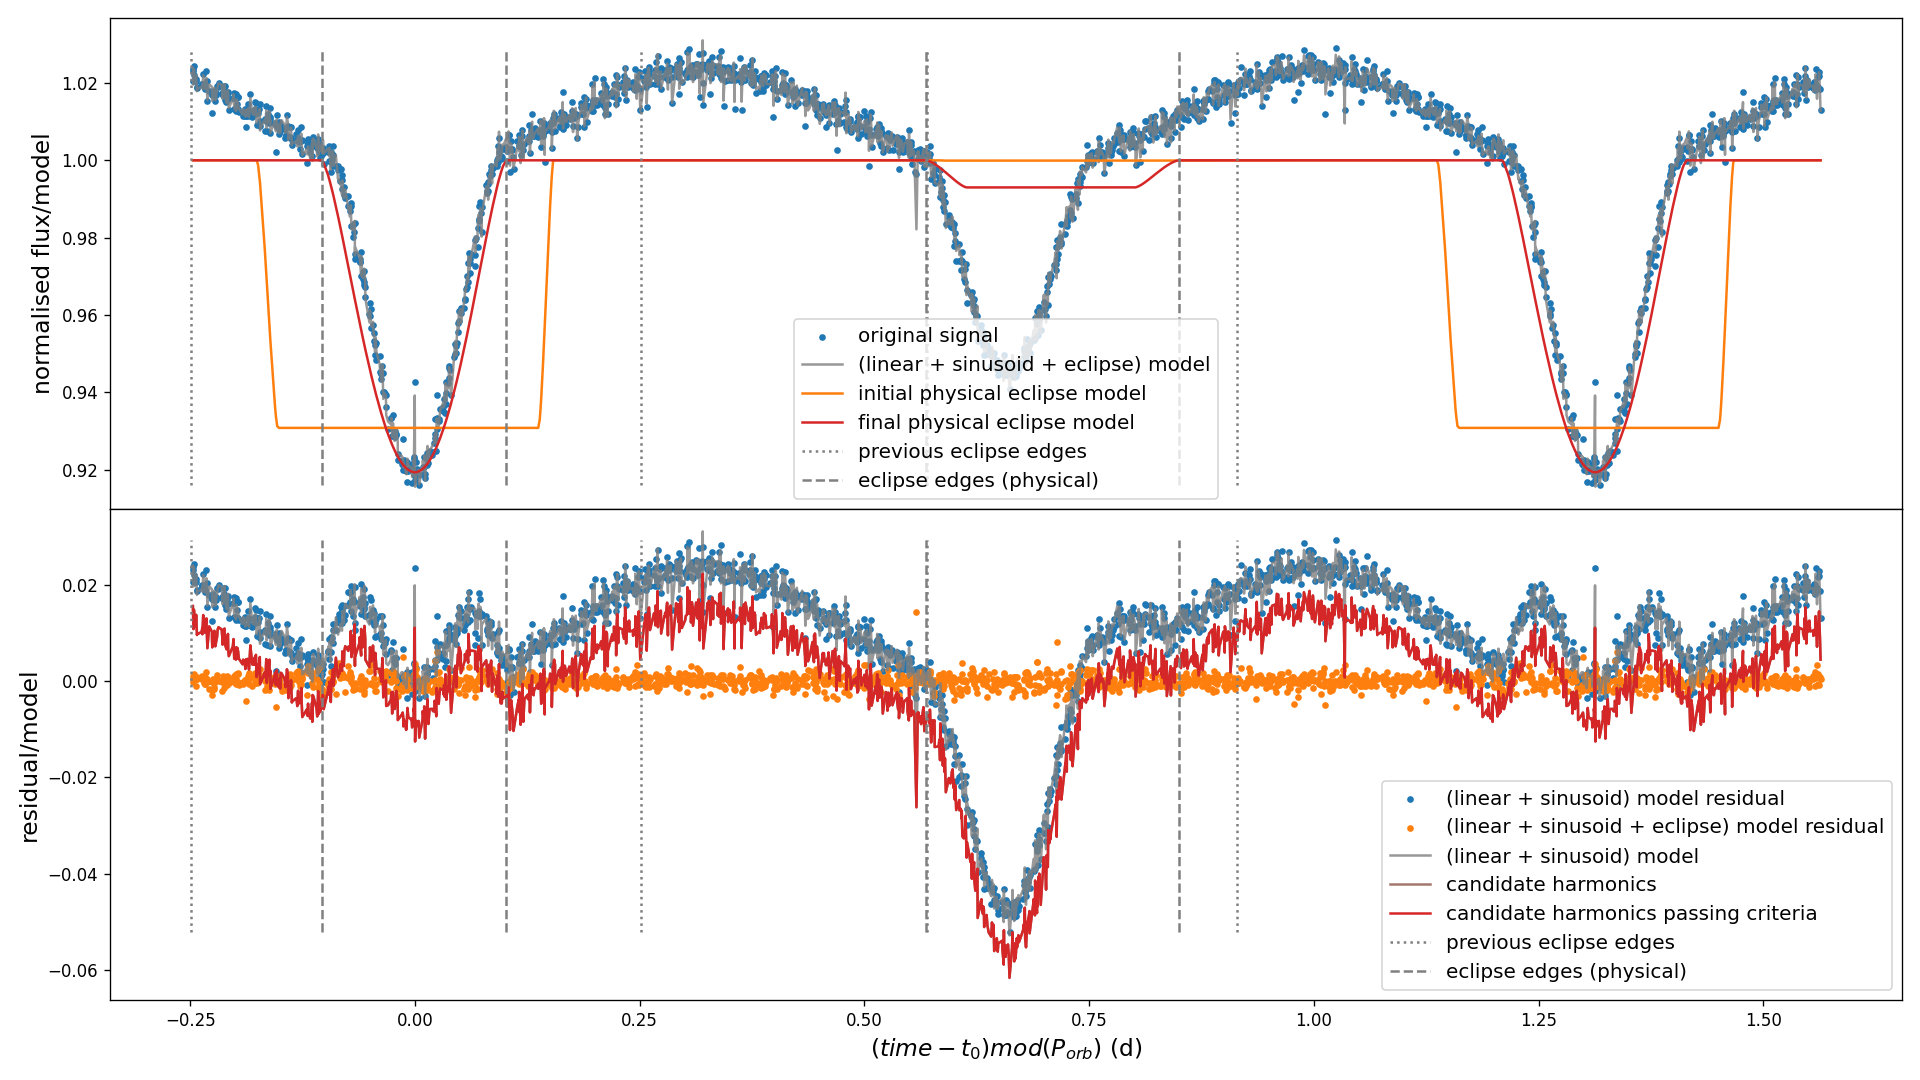 normalised flux/model
1.02
1.00
0.98
0.96
0.94
0.92
original signal
(linear + sinusoid + eclipse) model
initial physical eclipse model
final physical eclipse model
previous eclipse edges
eclipse edges (physical)
residual/model
0.02
0.00
−0.02
−0.04
−0.06
(linear + sinusoid) model residual
(linear + sinusoid + eclipse) model residual
(linear + sinusoid) model
candidate harmonics
candidate harmonics passing criteria
previous eclipse edges
eclipse edges (physical)
−0.25 0.00 0.25 0.50 0.75 1.00 1.25 1.50
(time − t₀)mod(Pₒᵣb) (d)